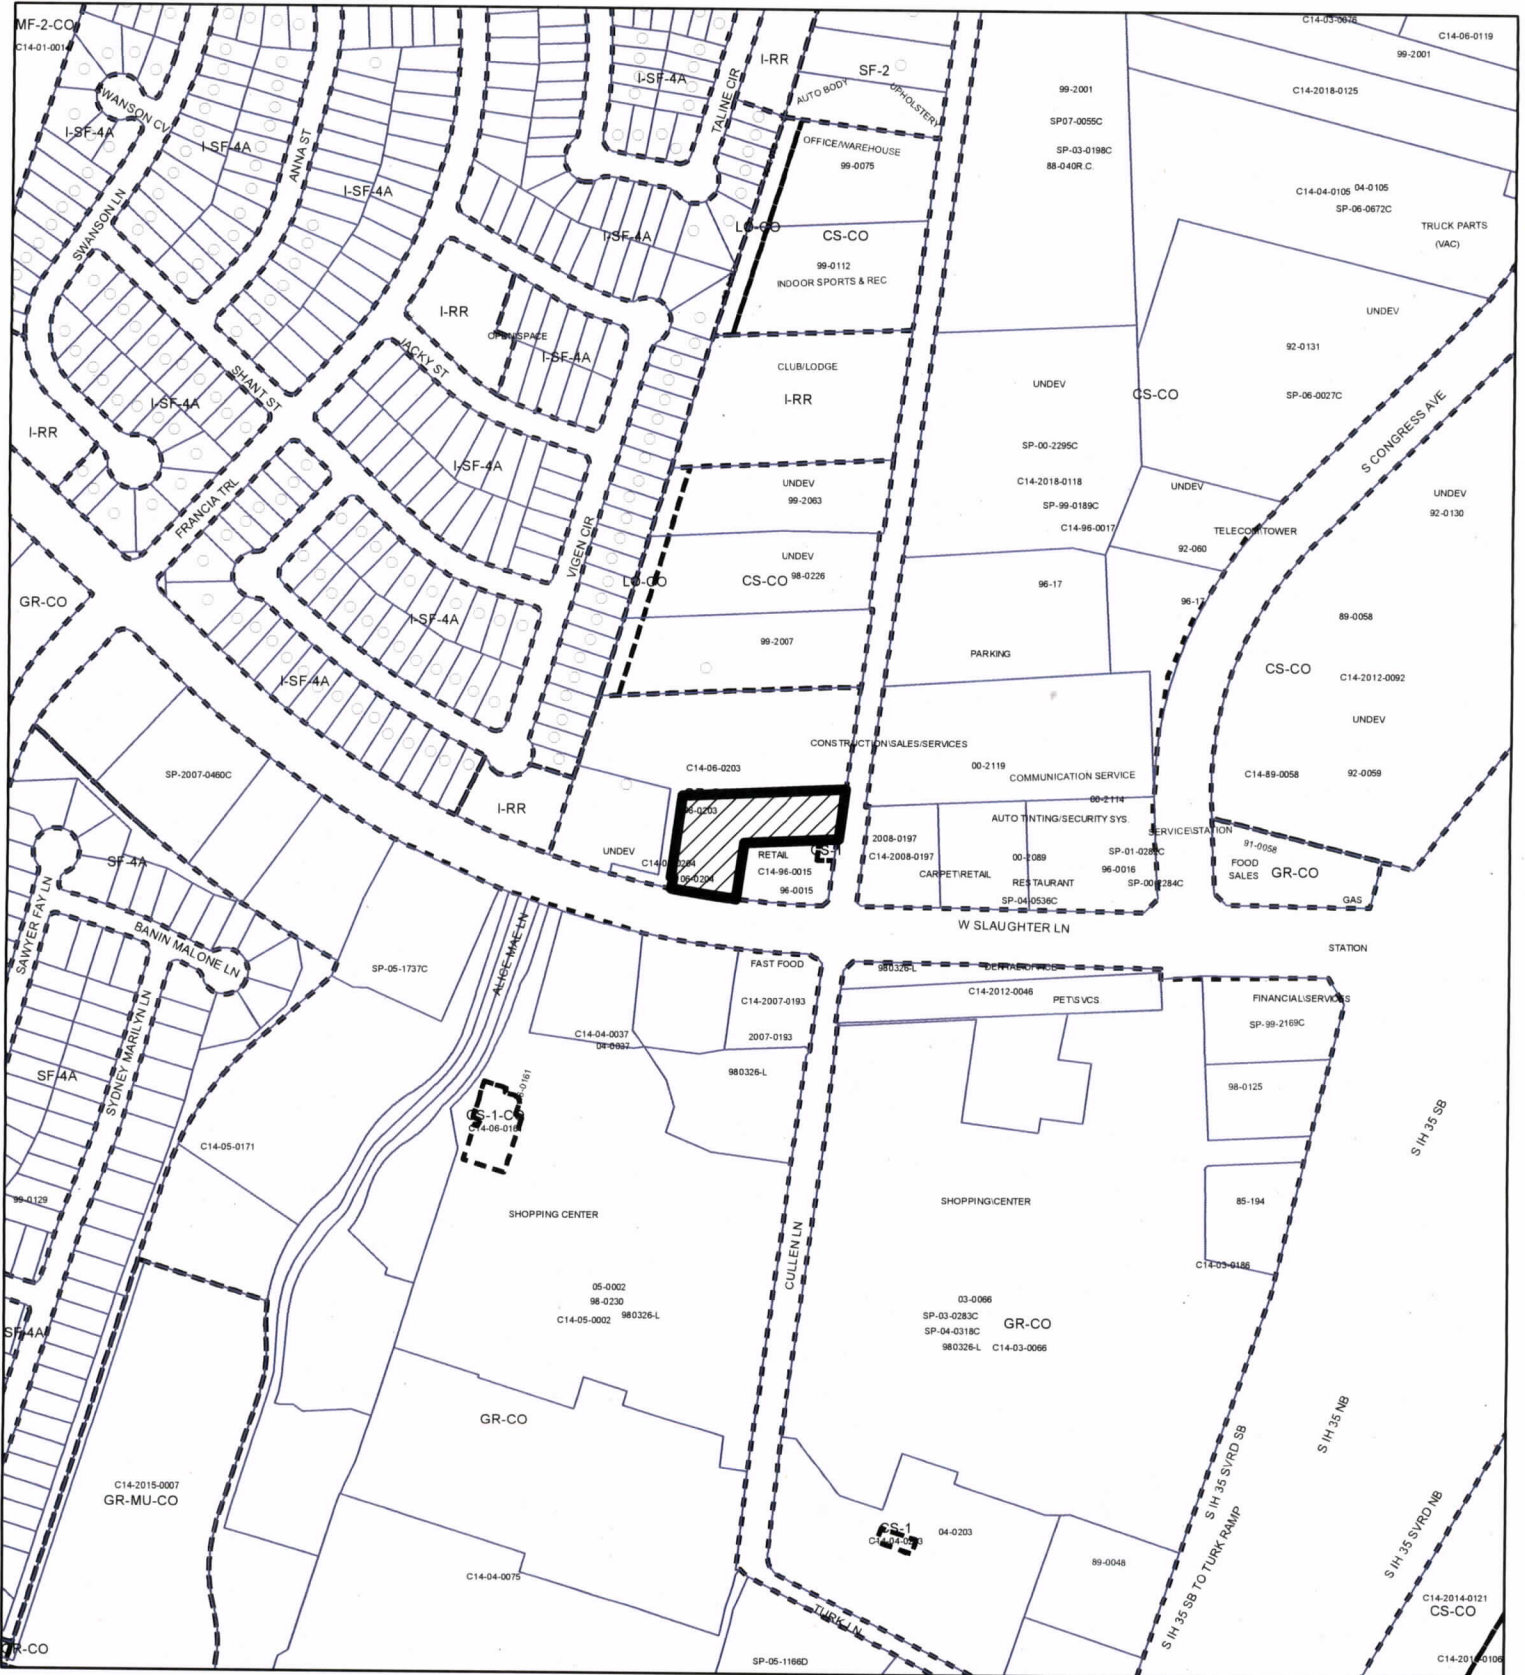 MF-2-CO
C14-03-0076
C14-06-0119
99-2001
I-RR
SF-2
I-SF-4A
AUTO BODY
UPHOLSTERY
TALINE CIR
99-2001
C14-2018-0125
SWANSON CV
I-SF-4A
I-SF-4A
ANNA ST
SP07-0055C
SP-03-0198C
88-040R.C.
OFFICE/WAREHOUSE
99-0075
I-SF-4A
C14-04-0105
04-0105
SP-06-0672C
SWANSON LN
I-SF-4A
LO-CO
CS-CO
TRUCK PARTS
(VAC)
99-0112
INDOOR SPORTS & REC
I-RR
OPEN SPACE
I-SF-4A
JACKY ST
UNDEV
92-0131
CLUB/LODGE
I-RR
UNDEV
CS-CO
SP-06-0027C
SHANT ST
I-SF-4A
I-RR
S CONGRESS AVE
SP-00-2295C
I-SF-4A
UNDEV
99-2063
C14-2018-0118
SP-99-0189C
C14-96-0017
UNDEV
UNDEV
92-0130
FRANCIA TRL
VIGEN CIR
TELECOM\TOWER
92-060
UNDEV
98-0226
LO-CO
CS-CO
96-17
96-17
GR-CO
I-SF-4A
89-0058
99-2007
PARKING
I-SF-4A
CS-CO
C14-2012-0092
UNDEV
CONSTRUCTION\SALES/SERVICES
SP-2007-0460C
C14-06-0203
00-2119
COMMUNICATION SERVICE
C14-89-0058
92-0059
I-RR
00-2114
AUTO TINTING/SECURITY SYS.
SERVICE\STATION
2008-0197
UNDEV
RETAIL
CS-1
C14-2008-0197
00-2089
91-0058
FOOD
SALES
GR-CO
SF-4A
C14-96-0015
CARPET\RETAIL
96-0016
RESTAURANT
96-0015
SP-04-0536C
GAS
W SLAUGHTER LN
STATION
SAWYER FAY LN
BANIN MALONE LN
ALICE MAE LN
SP-05-1737C
FAST FOOD
980326-L
DENTAL\OFFICE
C14-2012-0046
PET\SVCS
FINANCIAL\SERVICES
C14-2007-0193
SP-99-2169C
C14-04-0037
04-0037
2007-0193
980326-L
SF-4A
SYDNEY MARILYN LN
98-0125
C14-05-0171
S IH 35 SB
99-0129
SHOPPING CENTER
SHOPPING\CENTER
85-194
CULLEN LN
C14-03-0186
05-0002
98-0230
C14-05-0002
980326-L
03-0066
SP-03-0283C
SP-04-0318C
GR-CO
980326-L
C14-03-0066
SF-4A
GR-CO
S IH 35 NB
S IH 35 SVRD SB
C14-2015-0007
GR-MU-CO
CS-1
04-0203
S IH 35 SVRD NB
S IH 35 SB TO TURK RAMP
89-0048
C14-04-0075
TURK LN
C14-2014-0121
CS-CO
GR-CO
SP-05-1166D